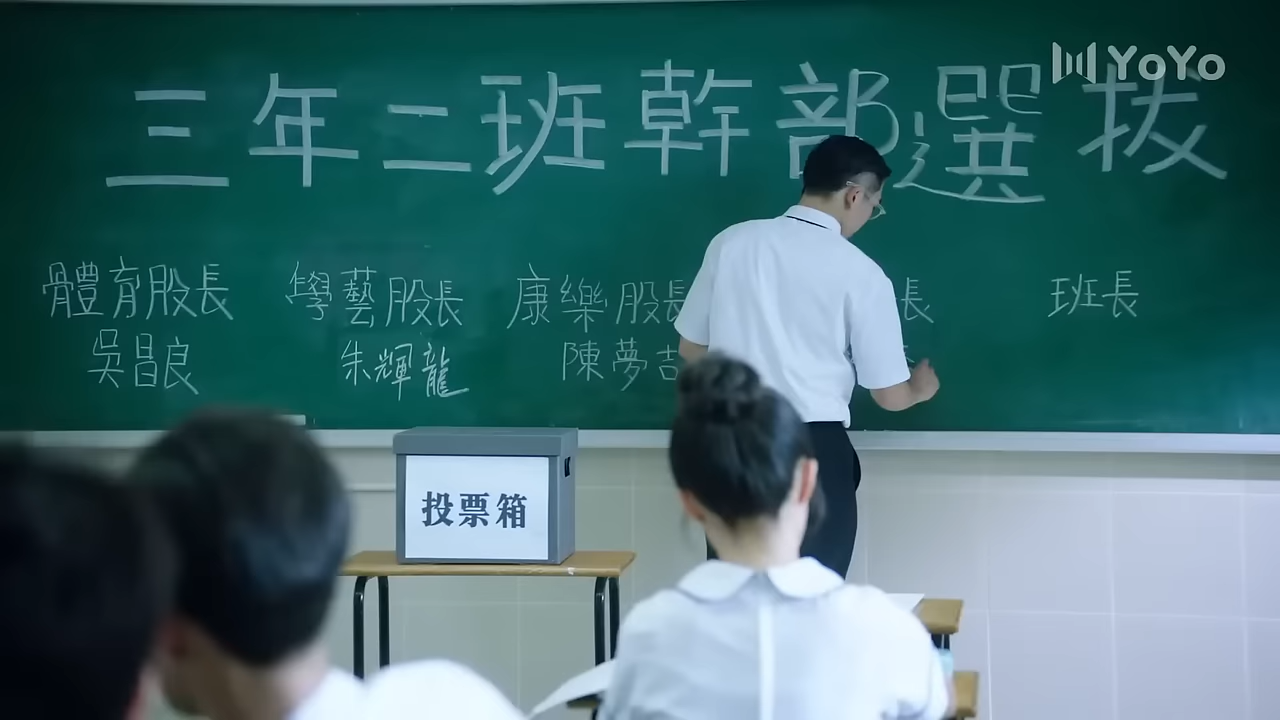 YoYo
三年二班幹部選拔
體育股長 學藝股長 康樂股長 長 班長
吳昌良 朱輝龍 陳夢吉
投票箱